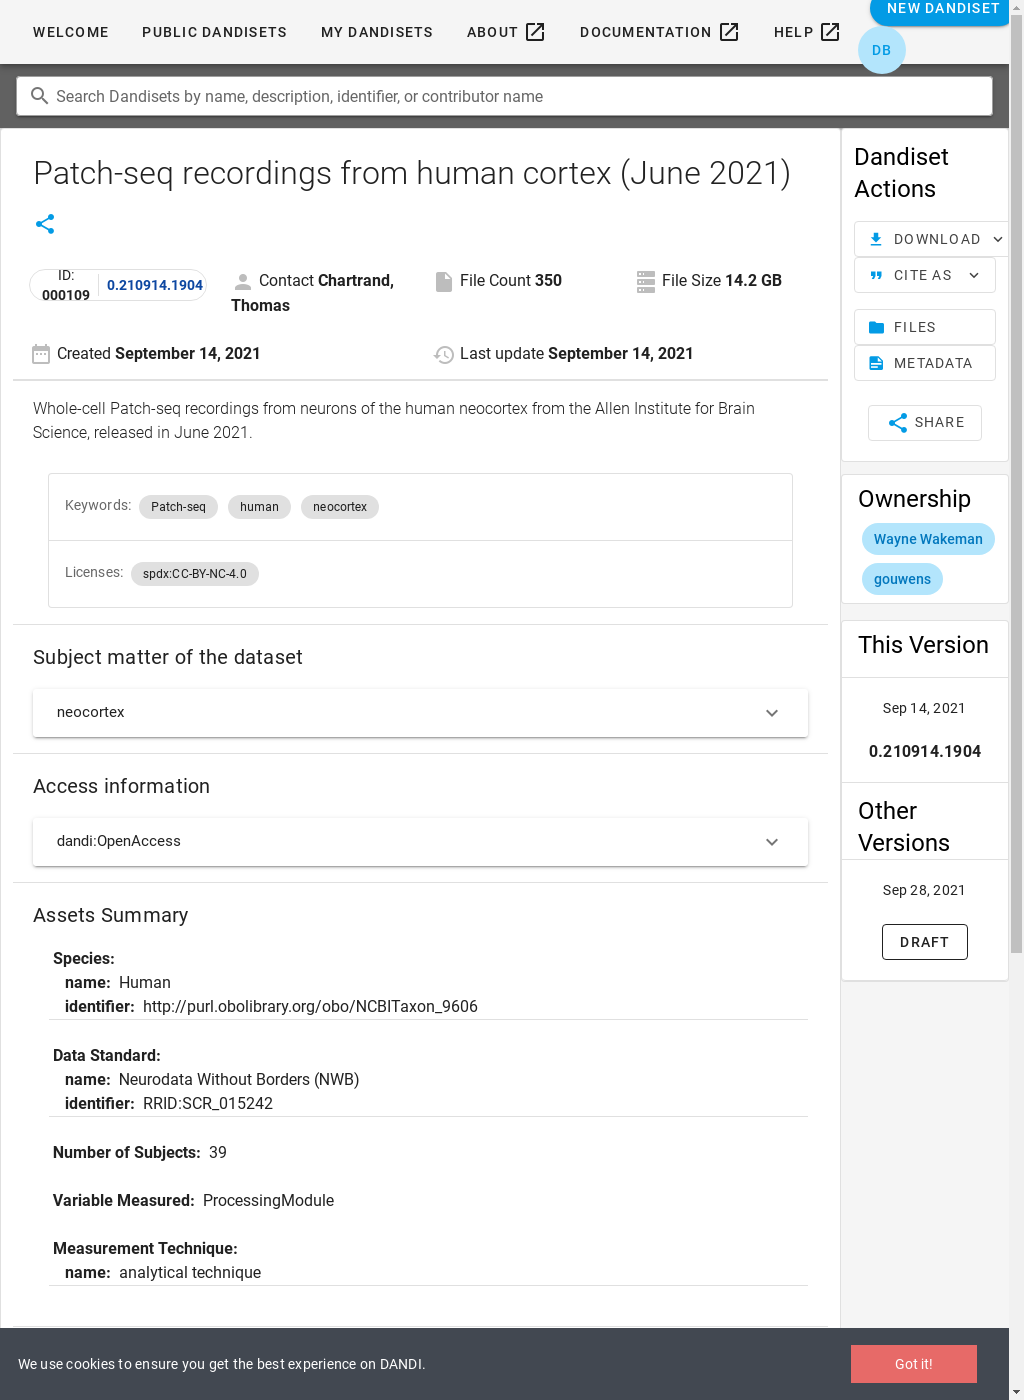 WELCOME PUBLIC DANDISETS MY DANDISETS ABOUT DOCUMENTATION HELP NEW DANDISET
DB
Search Dandisets by name, description, identifier, or contributor name
Patch-seq recordings from human cortex (June 2021)
ID: 000109 0.210914.1904
Contact Chartrand, Thomas
File Count 350
File Size 14.2 GB
Created September 14, 2021
Last update September 14, 2021
Whole-cell Patch-seq recordings from neurons of the human neocortex from the Allen Institute for Brain
Science, released in June 2021.
Keywords: Patch-seq human neocortex
Licenses: spdx:CC-BY-NC-4.0
Subject matter of the dataset
neocortex
Access information
dandi:OpenAccess
Assets Summary
Species:
name: Human
identifier: http://purl.obolibrary.org/obo/NCBITaxon_9606
Data Standard:
name: Neurodata Without Borders (NWB)
identifier: RRID:SCR_015242
Number of Subjects: 39
Variable Measured: ProcessingModule
Measurement Technique:
name: analytical technique
Dandiset
Actions
DOWNLOAD
CITE AS
FILES
METADATA
SHARE
Ownership
Wayne Wakeman
gouwens
This Version
Sep 14, 2021
0.210914.1904
Other
Versions
Sep 28, 2021
DRAFT
We use cookies to ensure you get the best experience on DANDI.
Got it!